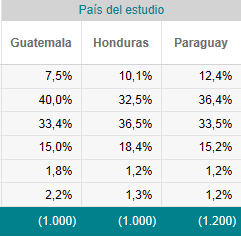 País del estudio
Guatemala Honduras Paraguay
7,5% 10,1% 12,4%
40,0% 32,5% 36,4%
33,4% 36,5% 33,5%
15,0% 18,4% 15,2%
1,8% 1,2% 1,2%
2,2% 1,3% 1,2%
(1.000) (1.000) (1.200)